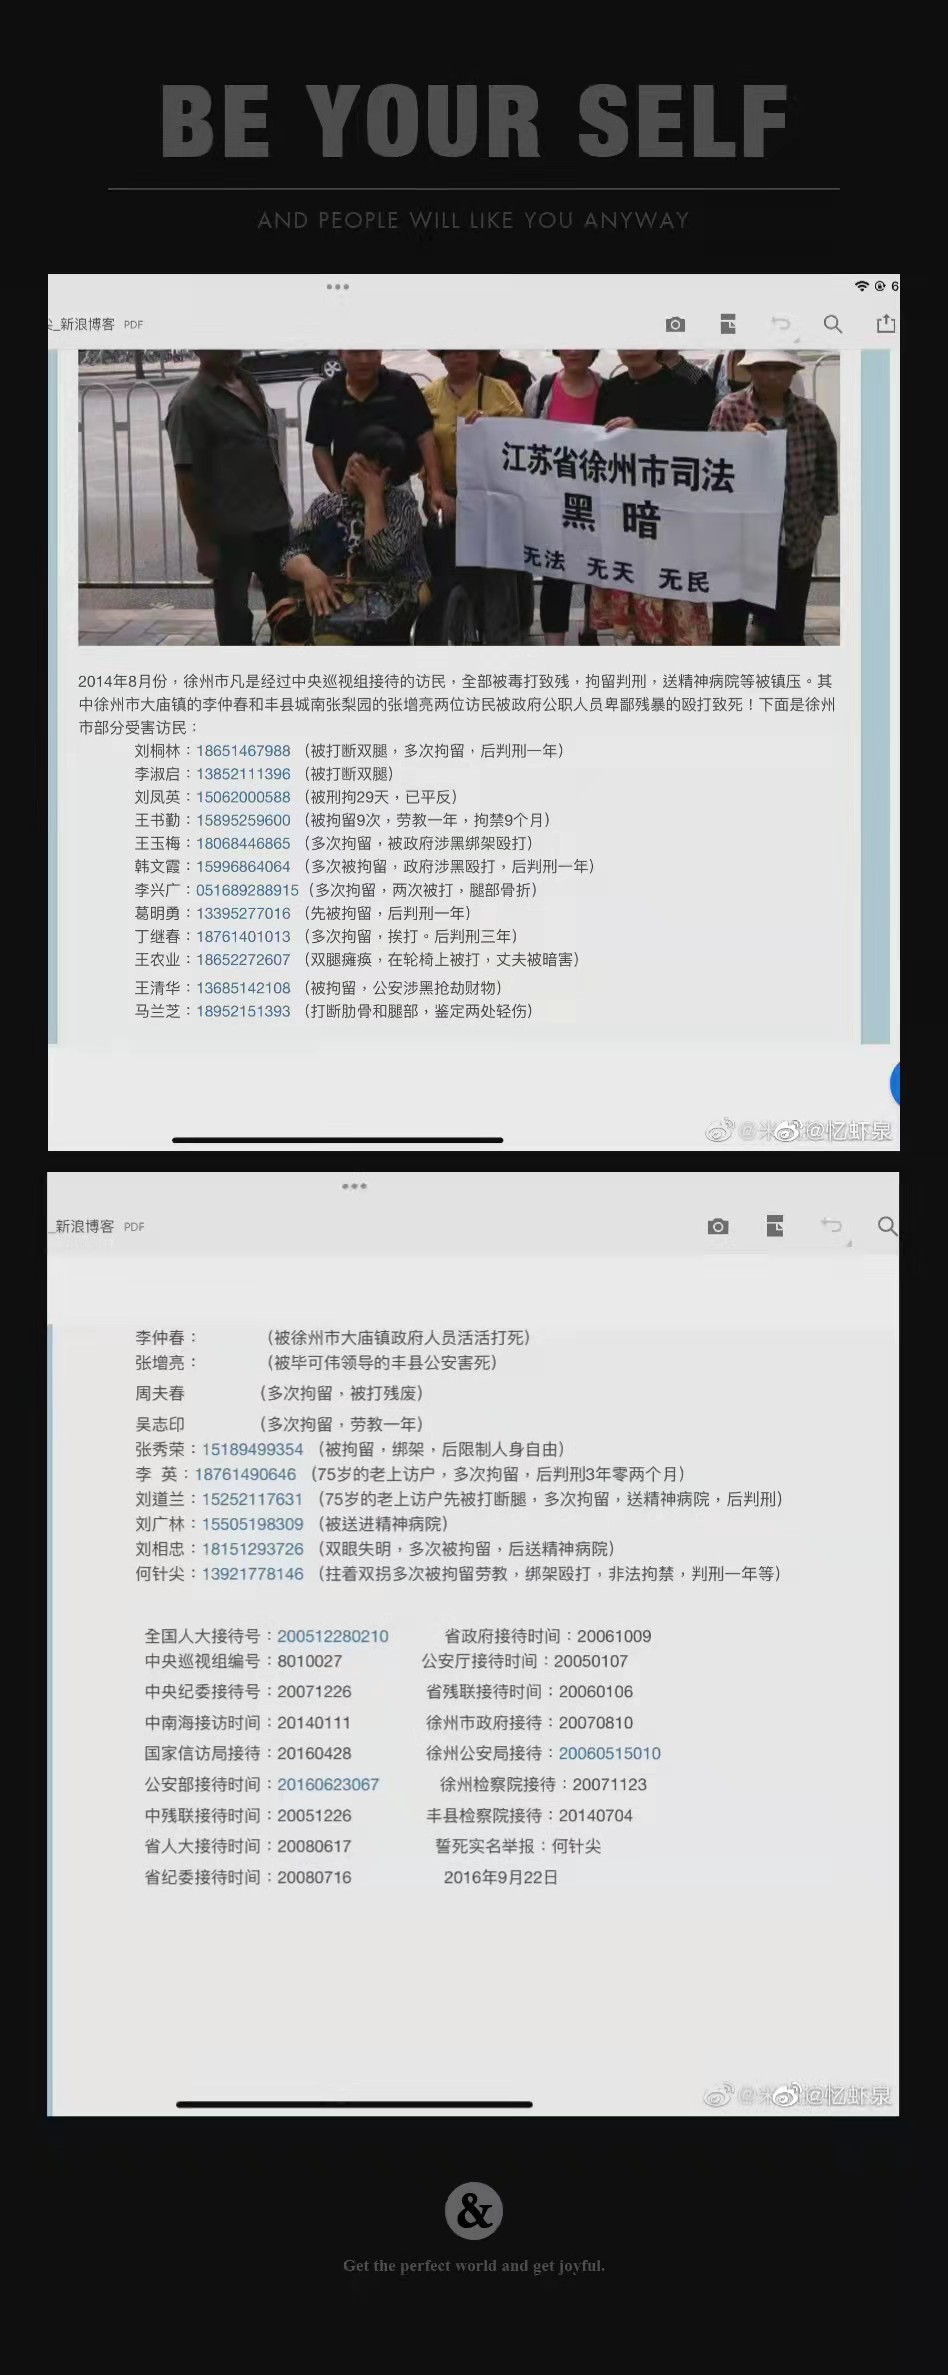 BE YOUR SELF
AND PEOPLE WILL LIKE YOU ANYWAY
6
_新浪博客 PDF
江苏省徐州市司法
黑 暗
无法 无天 无民
2014年8月份，徐州市凡是经过中央巡视组接待的访民，全部被毒打致残，拘留判刑，送精神病院等被镇压。其
中徐州市大庙镇的李仲春和丰县城南张梨园的张增亮两位访民被政府公职人员卑鄙残暴的殴打致死！下面是徐州
市部分受害访民：
刘桐林：18651467988 （被打断双腿，多次拘留，后判刑一年）
李淑启：13852111396 （被打断双腿）
刘凤英：15062000588 （被刑拘29天，已平反）
王书勤：15895259600 （被拘留9次，劳教一年，拘禁9个月）
王玉梅：18068446865 （多次拘留，被政府涉黑绑架殴打）
韩文霞：15996864064 （多次被拘留，政府涉黑殴打，后判刑一年）
李兴广：051689288915（多次拘留，两次被打，腿部骨折）
葛明勇：13395277016 （先被拘留，后判刑一年）
丁继春：18761401013 （多次拘留，挨打。后判刑三年）
王农业：18652272607 （双腿瘫痪，在轮椅上被打，丈夫被暗害）
王清华：13685142108 （被拘留，公安涉黑抢劫财物）
马兰芝：18952151393 （打断肋骨和腿部，鉴定两处轻伤）
@忆虾泉
_新浪博客 PDF
李仲春： （被徐州市大庙镇政府人员活活打死）
张增亮： （被毕可伟领导的丰县公安害死）
周夫春 （多次拘留，被打残废）
吴志印 （多次拘留，劳教一年）
张秀荣：15189499354 （被拘留，绑架，后限制人身自由）
李 英：18761490646 （75岁的老上访户，多次拘留，后判刑3年零两个月）
刘道兰：15252117631 （75岁的老上访户先被打断腿，多次拘留，送精神病院，后判刑）
刘广林：15505198309 （被送进精神病院）
刘相忠：18151293726 （双眼失明，多次被拘留，后送精神病院）
何针尖：13921778146 （拄着双拐多次被拘留劳教，绑架殴打，非法拘禁，判刑一年等）
全国人大接待号：200512280210 省政府接待时间：20061009
中央巡视组编号：8010027 公安厅接待时间：20050107
中央纪委接待号：20071226 省残联接待时间：20060106
中南海接访时间：20140111 徐州市政府接待：20070810
国家信访局接待：20160428 徐州公安局接待：20060515010
公安部接待时间：20160623067 徐州检察院接待：20071123
中残联接待时间：20051226 丰县检察院接待：20140704
省人大接待时间：20080617 誓死实名举报：何针尖
省纪委接待时间：20080716 2016年9月22日
@忆虾泉
&
Get the perfect world and get joyful.